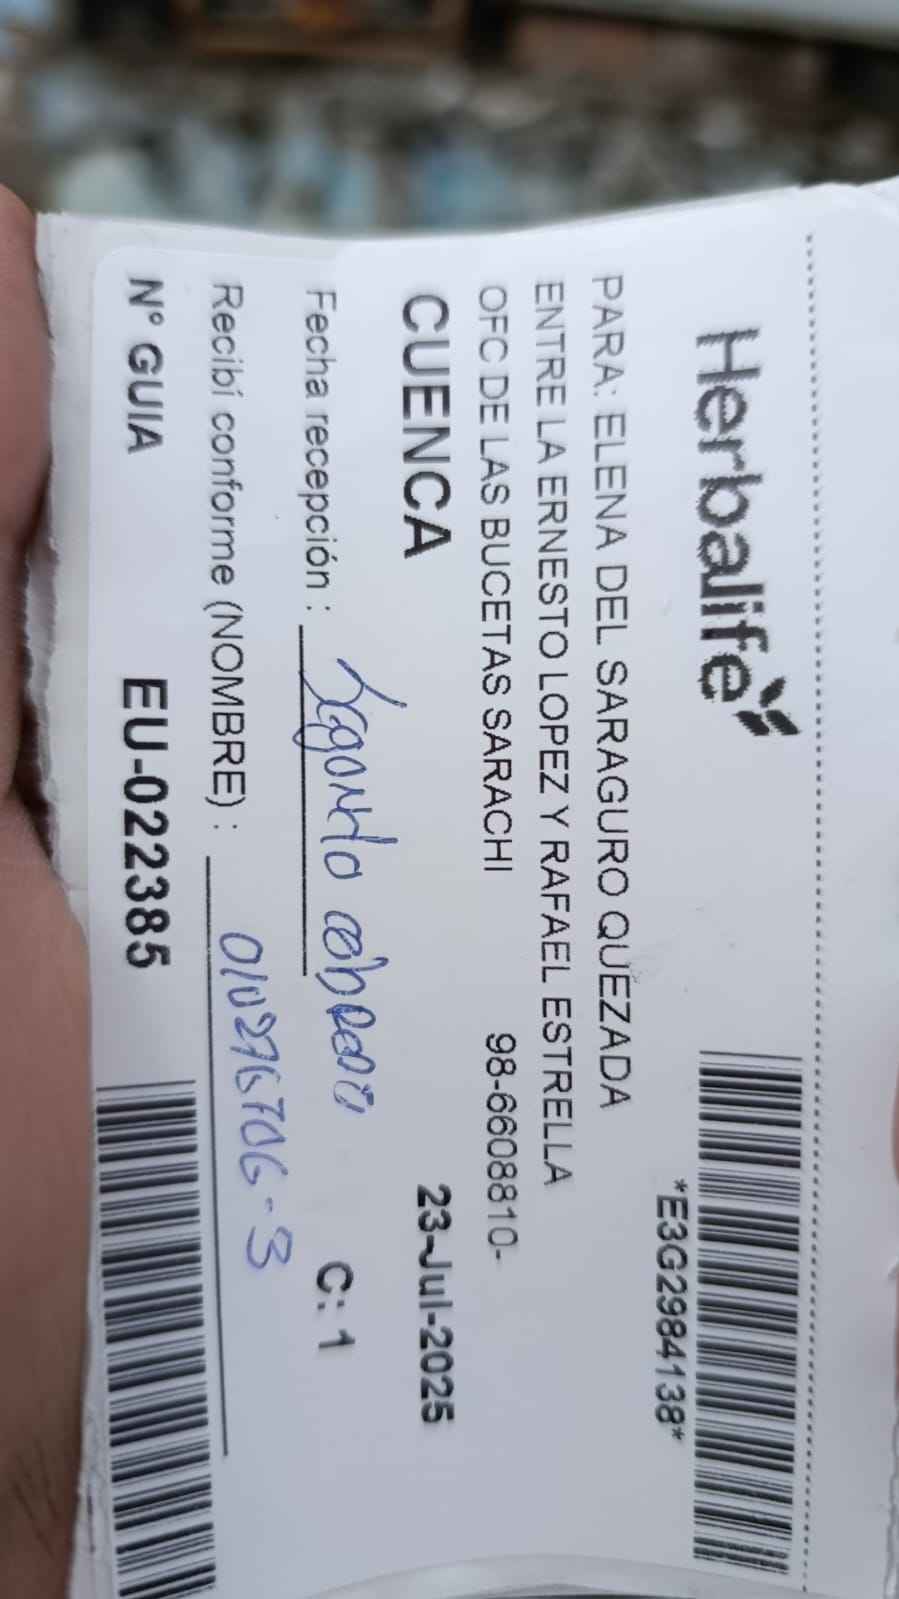 Herbalife
*E3G2984138*
PARA: ELENA DEL SARAGURO QUEZADA
ENTRE LA ERNESTO LOPEZ Y RAFAEL ESTRELLA
OFC DE LAS BUCETAS SARACHI 98-6608810-
CUENCA 23-Jul-2025
Fecha recepción : C: 1
Recibí conforme (NOMBRE) :
Nº GUIA EU-022385